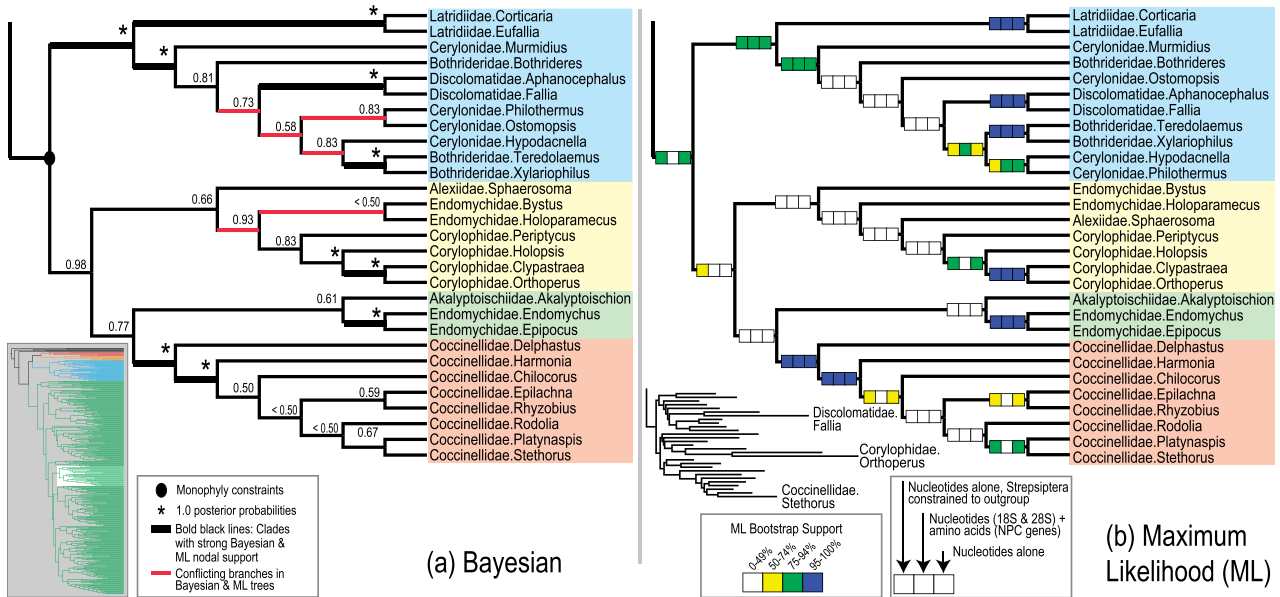 *
Latridiidae.Corticaria
Latridiidae.Eufallia
*
Cerylonidae.Murmidius
0.81
Bothrideridae.Bothrideres
*
Discolomatidae.Aphanocephalus
0.73
Discolomatidae.Fallia
0.83
Cerylonidae.Philothermus
0.58
Cerylonidae.Ostomopsis
0.83
Cerylonidae.Hypodacnella
*
Bothrideridae.Teredolaemus
Bothrideridae.Xylariophilus
Alexiidae.Sphaerosoma
0.66
< 0.50
Endomychidae.Bystus
0.93
Endomychidae.Holoparamecus
0.83
Corylophidae.Periptycus
*
Corylophidae.Holopsis
*
Corylophidae.Clypastraea
0.98
Corylophidae.Orthoperus
0.61
Akalyptoischiidae.Akalyptoischion
*
Endomychidae.Endomychus
0.77
Endomychidae.Epipocus
*
Coccinellidae.Delphastus
*
Coccinellidae.Harmonia
0.50
Coccinellidae.Chilocorus
0.59
Coccinellidae.Epilachna
< 0.50
Coccinellidae.Rhyzobius
< 0.50
Coccinellidae.Rodolia
0.67
Coccinellidae.Platynaspis
Coccinellidae.Stethorus
Monophyly constraints
* 1.0 posterior probabilities
Bold black lines: Clades
with strong Bayesian &
ML nodal support
Conflicting branches in
Bayesian & ML trees
(a) Bayesian
Latridiidae.Corticaria
Latridiidae.Eufallia
Cerylonidae.Murmidius
Bothrideridae.Bothrideres
Cerylonidae.Ostomopsis
Discolomatidae.Aphanocephalus
Discolomatidae.Fallia
Bothrideridae.Teredolaemus
Bothrideridae.Xylariophilus
Cerylonidae.Hypodacnella
Cerylonidae.Philothermus
Endomychidae.Bystus
Endomychidae.Holoparamecus
Alexiidae.Sphaerosoma
Corylophidae.Periptycus
Corylophidae.Holopsis
Corylophidae.Clypastraea
Corylophidae.Orthoperus
Akalyptoischiidae.Akalyptoischion
Endomychidae.Endomychus
Endomychidae.Epipocus
Coccinellidae.Delphastus
Coccinellidae.Harmonia
Coccinellidae.Chilocorus
Coccinellidae.Epilachna
Coccinellidae.Rhyzobius
Coccinellidae.Rodolia
Coccinellidae.Platynaspis
Coccinellidae.Stethorus
Discolomatidae.
Fallia
Corylophidae.
Orthoperus
Coccinellidae.
Stethorus
ML Bootstrap Support
0-49%
50-74%
75-94%
95-100%
Nucleotides alone, Strepsiptera
constrained to outgroup
Nucleotides (18S & 28S) +
amino acids (NPC genes)
Nucleotides alone
(b) Maximum
Likelihood (ML)